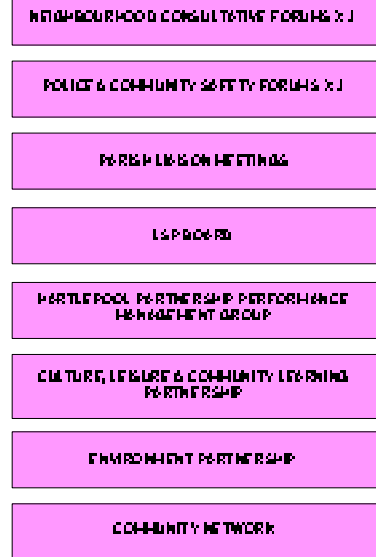 NEIGHBOURHOOD CONSULTATIVE FORUMS X 3
POLICE & COMMUNITY SAFETY FORUMS X 3
PARISH LIAISON MEETINGS
LSP BOARD
HARTLEPOOL PARTNERSHIP PERFORMANCE
MANAGEMENT GROUP
CULTURE, LEISURE & COMMUNITY LEARNING
PARTNERSHIP
ENVIRONMENT PARTNERSHIP
COMMUNITY NETWORK